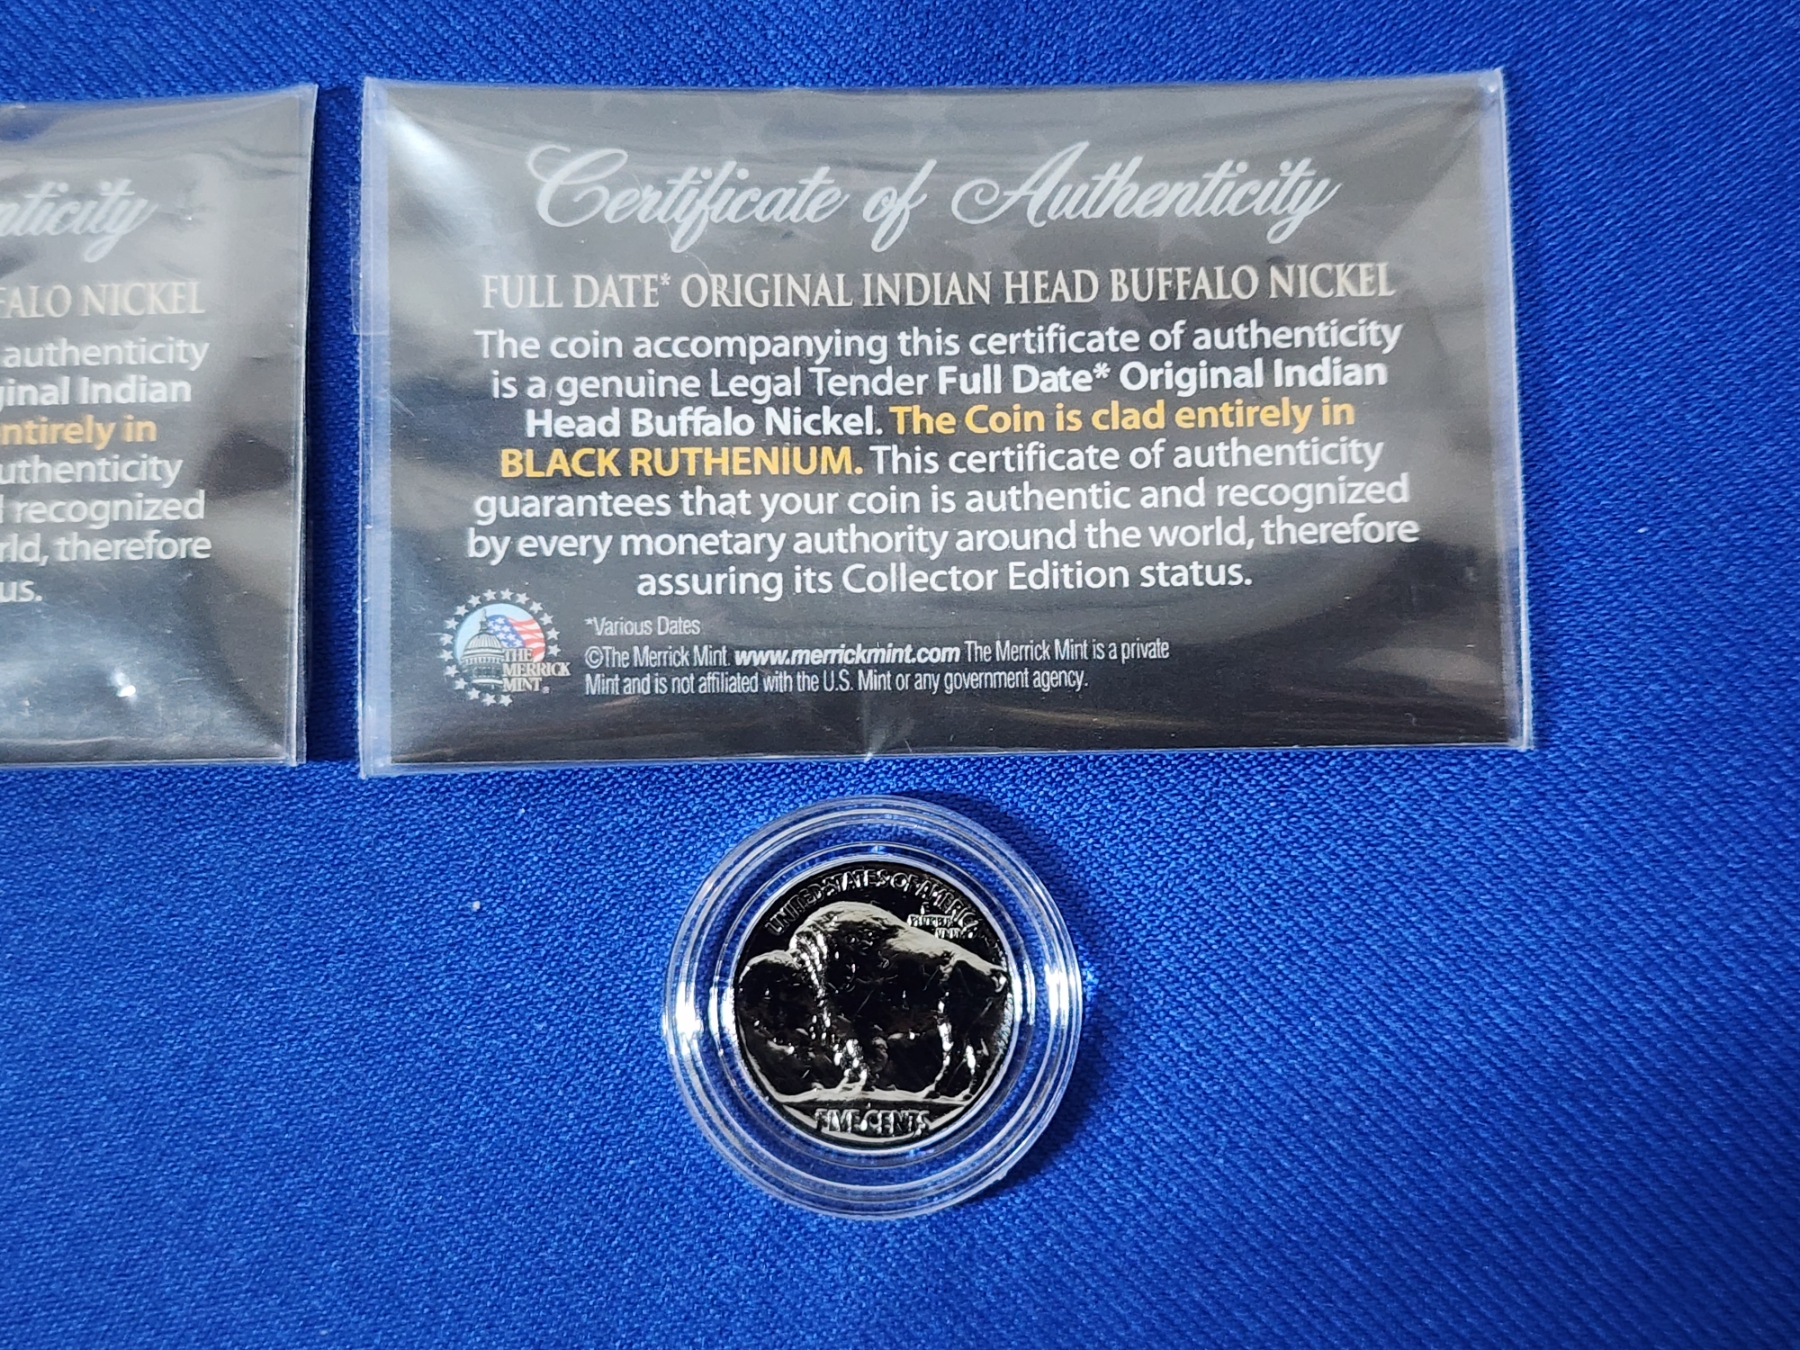 nticity
FALO NICKEL
authenticity
ginal Indian
ntirely in
uthenticity
recognized
rld, therefore
us.
Certificate of Authenticity
FULL DATE* ORIGINAL INDIAN HEAD BUFFALO NICKEL
The coin accompanying this certificate of authenticity
is a genuine Legal Tender Full Date* Original Indian
Head Buffalo Nickel. The Coin is clad entirely in
BLACK RUTHENIUM. This certificate of authenticity
guarantees that your coin is authentic and recognized
by every monetary authority around the world, therefore
assuring its Collector Edition status.
THE
MERRICK
MINT®
*Various Dates
©The Merrick Mint. www.merrickmint.com The Merrick Mint is a private
Mint and is not affiliated with the U.S. Mint or any government agency.
UNITED STATES OF AMERICA
FIVE CENTS